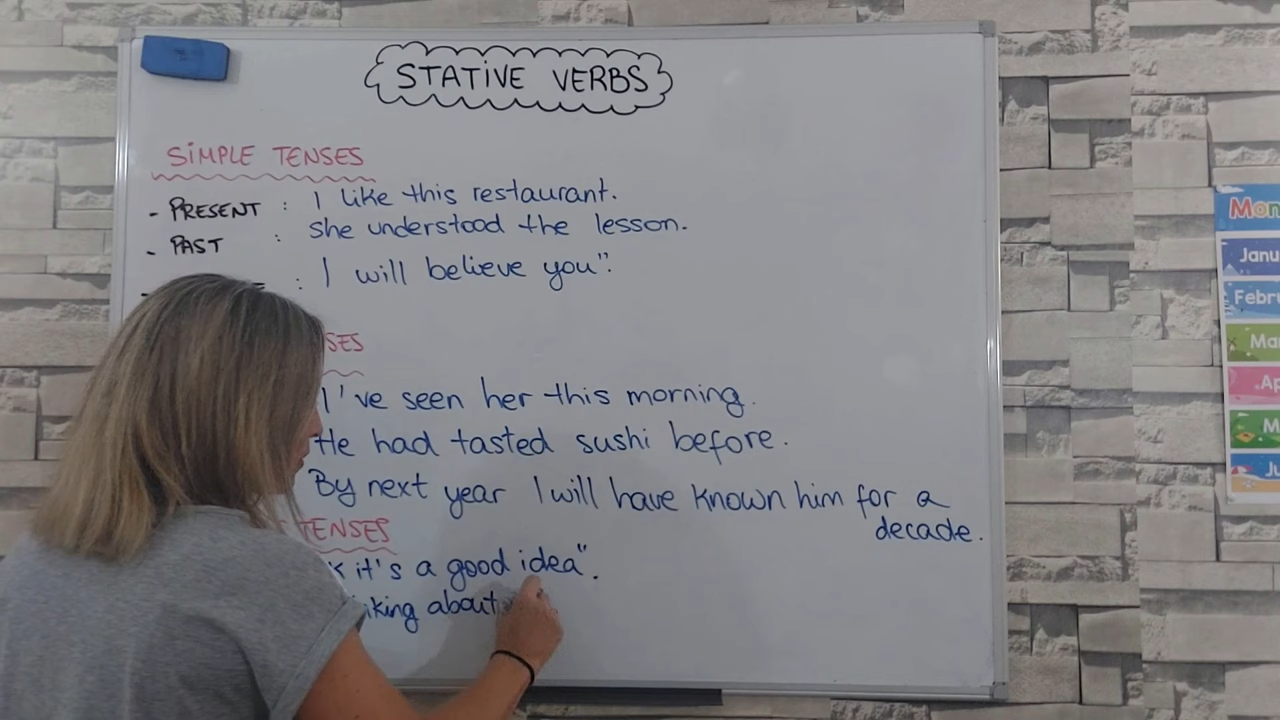 STATIVE VERBS
SIMPLE TENSES
- PRESENT : I like this restaurant.
- PAST : she understood the lesson.
: I will believe you".
SES
I've seen her this morning.
He had tasted sushi before.
By next year I will have known him for a
decade.
TENSES
k it's a good idea".
king about
Mon
Janu
Febru
Mar
Ap
M
Ju